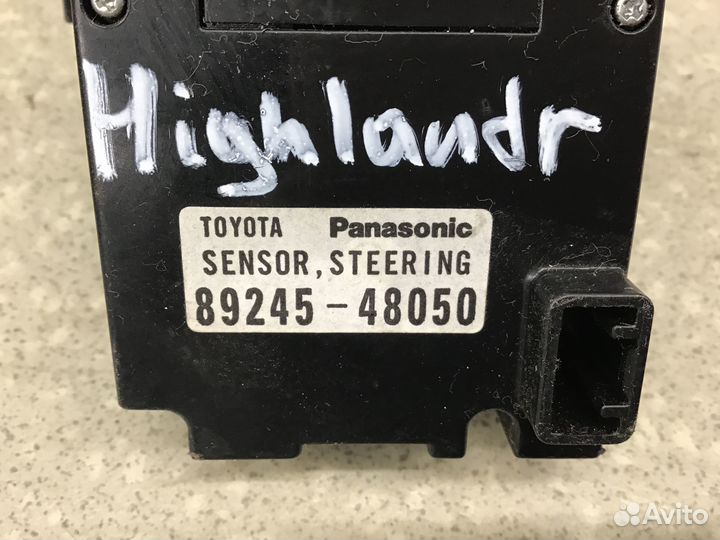 Highlandr
TOYOTA Panasonic
SENSOR, STEERING
89245-48050
Avito